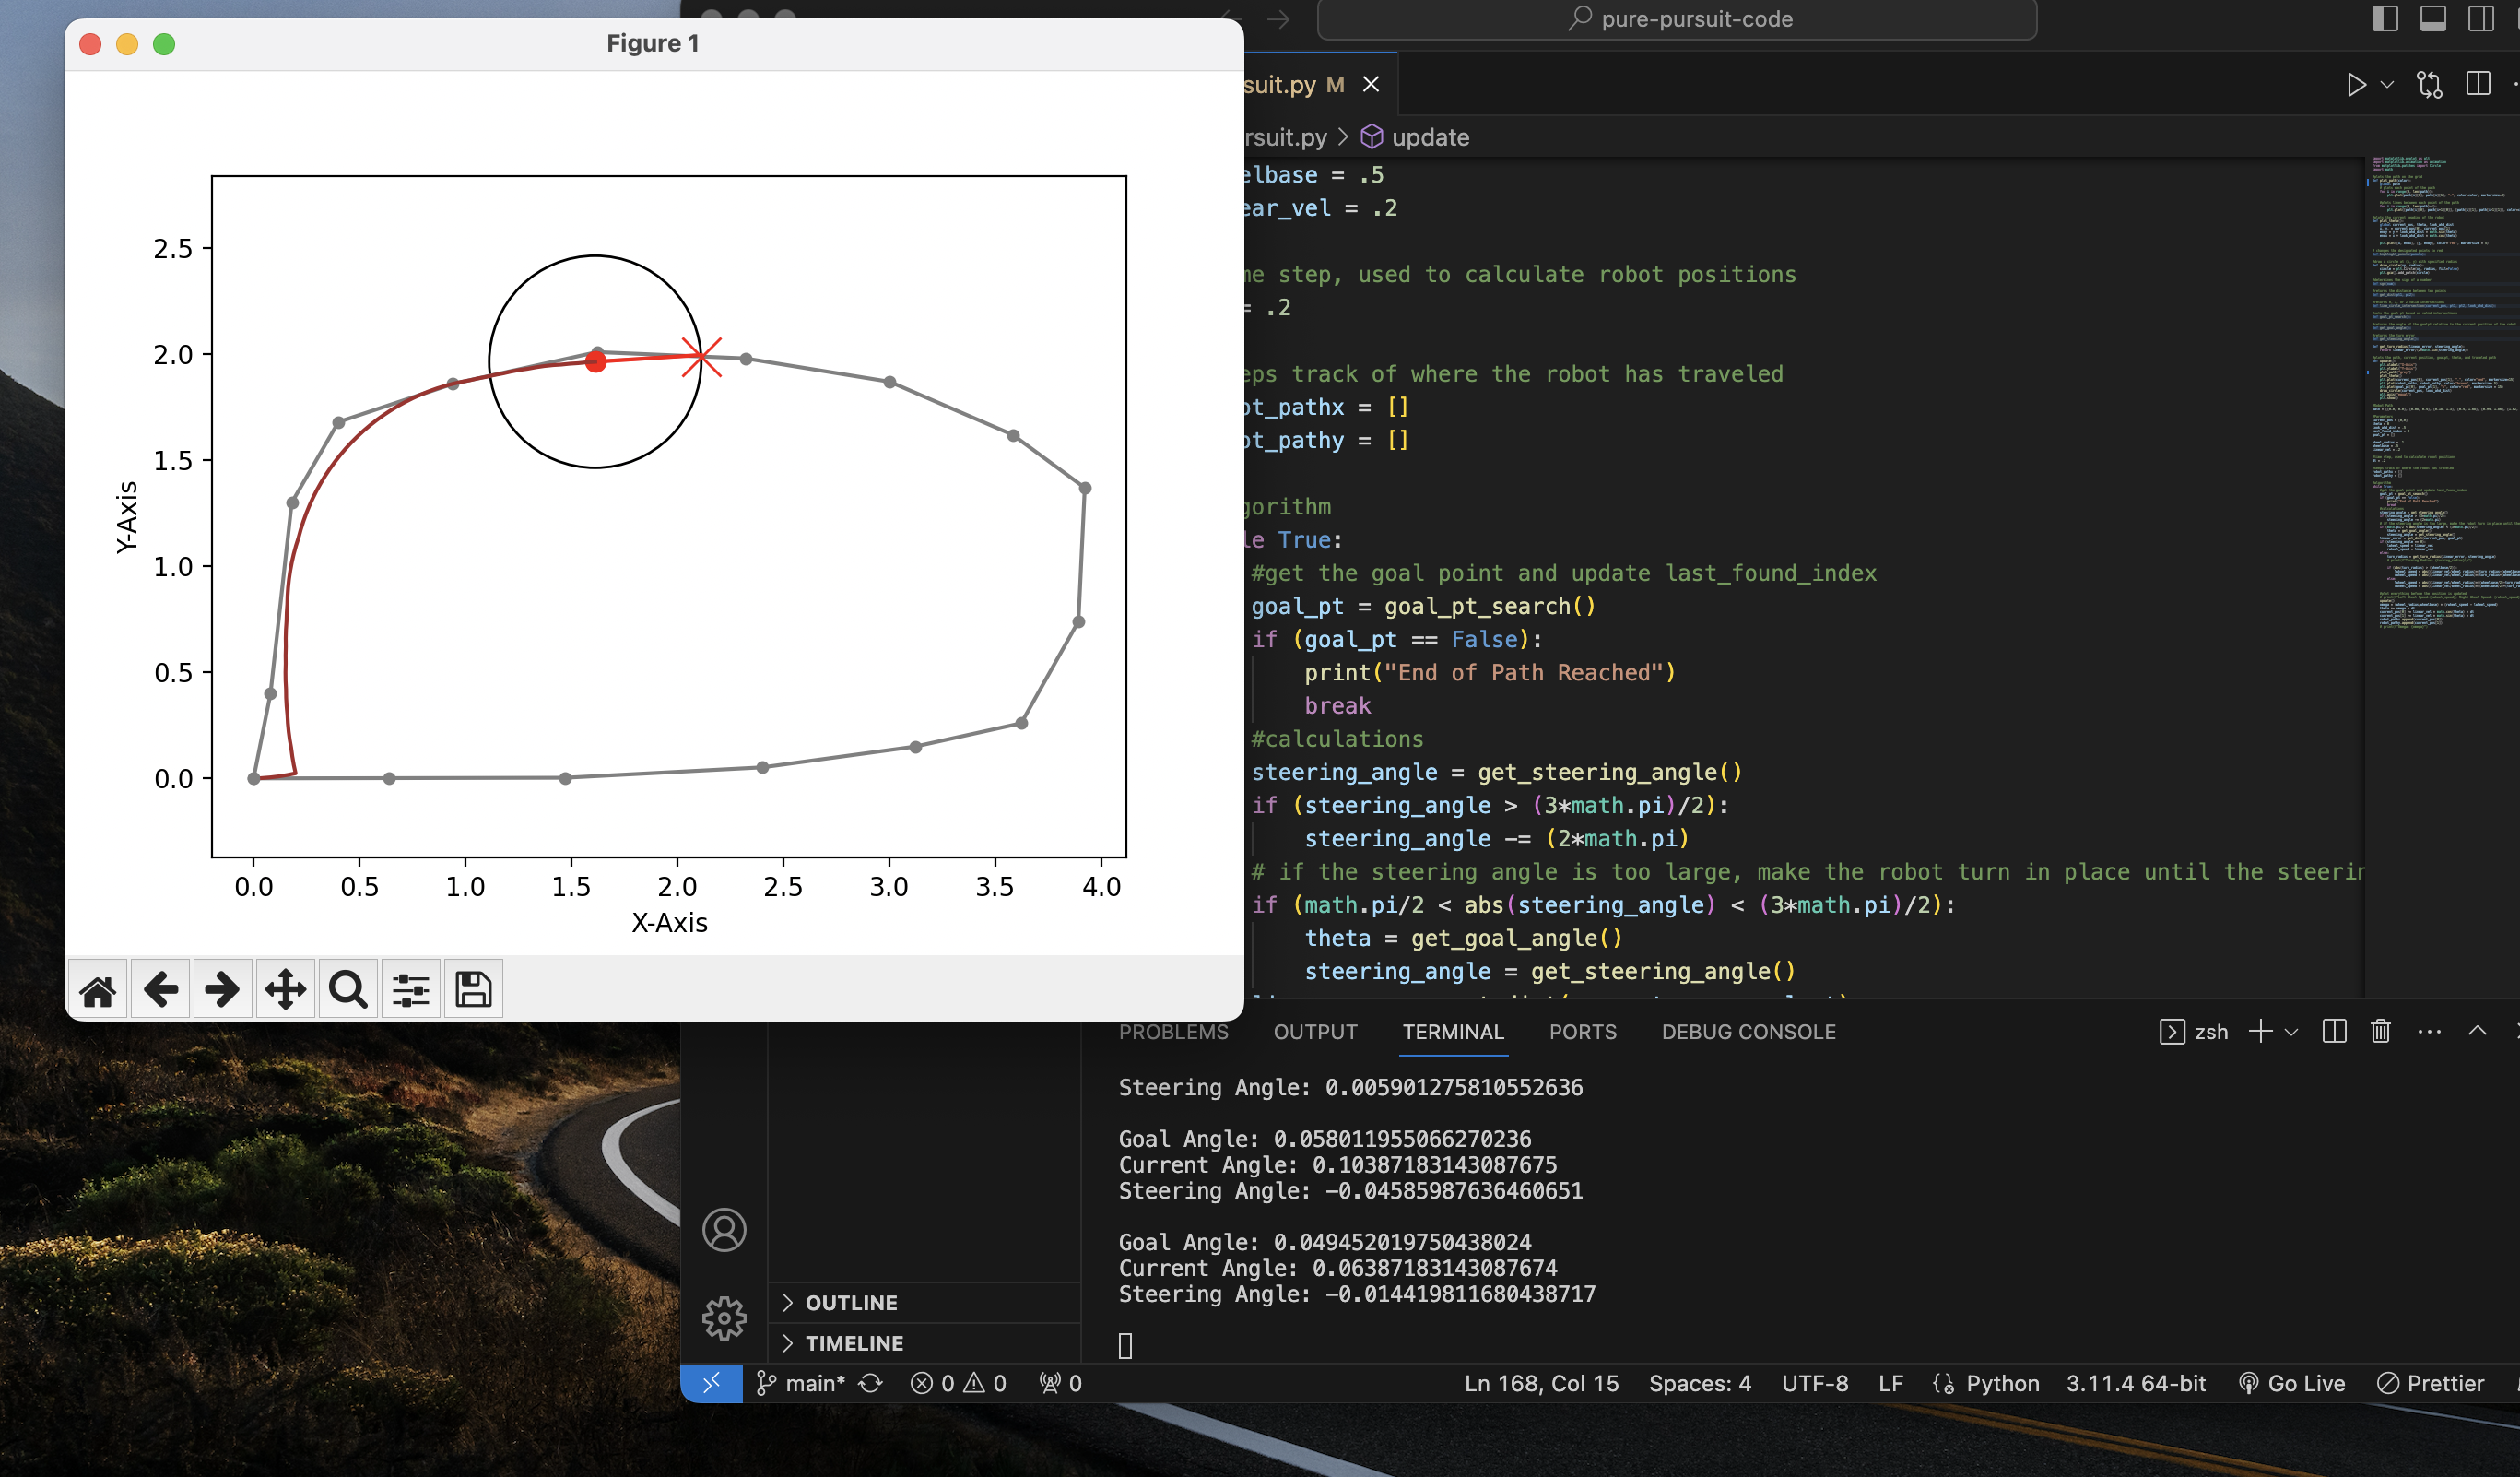 Figure 1
2.5
2.0
1.5
1.0
0.5
0.0
Y-Axis
0.0 0.5 1.0 1.5 2.0 2.5 3.0 3.5 4.0
X-Axis
pure-pursuit-code
suit.py M
rsuit.py > update
elbase = .5
ear_vel = .2
me step, used to calculate robot positions
= .2
eps track of where the robot has traveled
ot_pathx = []
ot_pathy = []
gorithm
le True:
#get the goal point and update last_found_index
goal_pt = goal_pt_search()
if (goal_pt == False):
print("End of Path Reached")
break
#calculations
steering_angle = get_steering_angle()
if (steering_angle > (3*math.pi)/2):
steering_angle -= (2*math.pi)
# if the steering angle is too large, make the robot turn in place until the steerin
if (math.pi/2 < abs(steering_angle) < (3*math.pi)/2):
theta = get_goal_angle()
steering_angle = get_steering_angle()
PROBLEMS OUTPUT TERMINAL PORTS DEBUG CONSOLE
zsh
Steering Angle: 0.005901275810552636
Goal Angle: 0.058011955066270236
Current Angle: 0.10387183143087675
Steering Angle: -0.04585987636460651
Goal Angle: 0.049452019750438024
Current Angle: 0.06387183143087674
Steering Angle: -0.014419811680438717
OUTLINE
TIMELINE
main* 0 0 0
Ln 168, Col 15 Spaces: 4 UTF-8 LF Python 3.11.4 64-bit Go Live Prettier